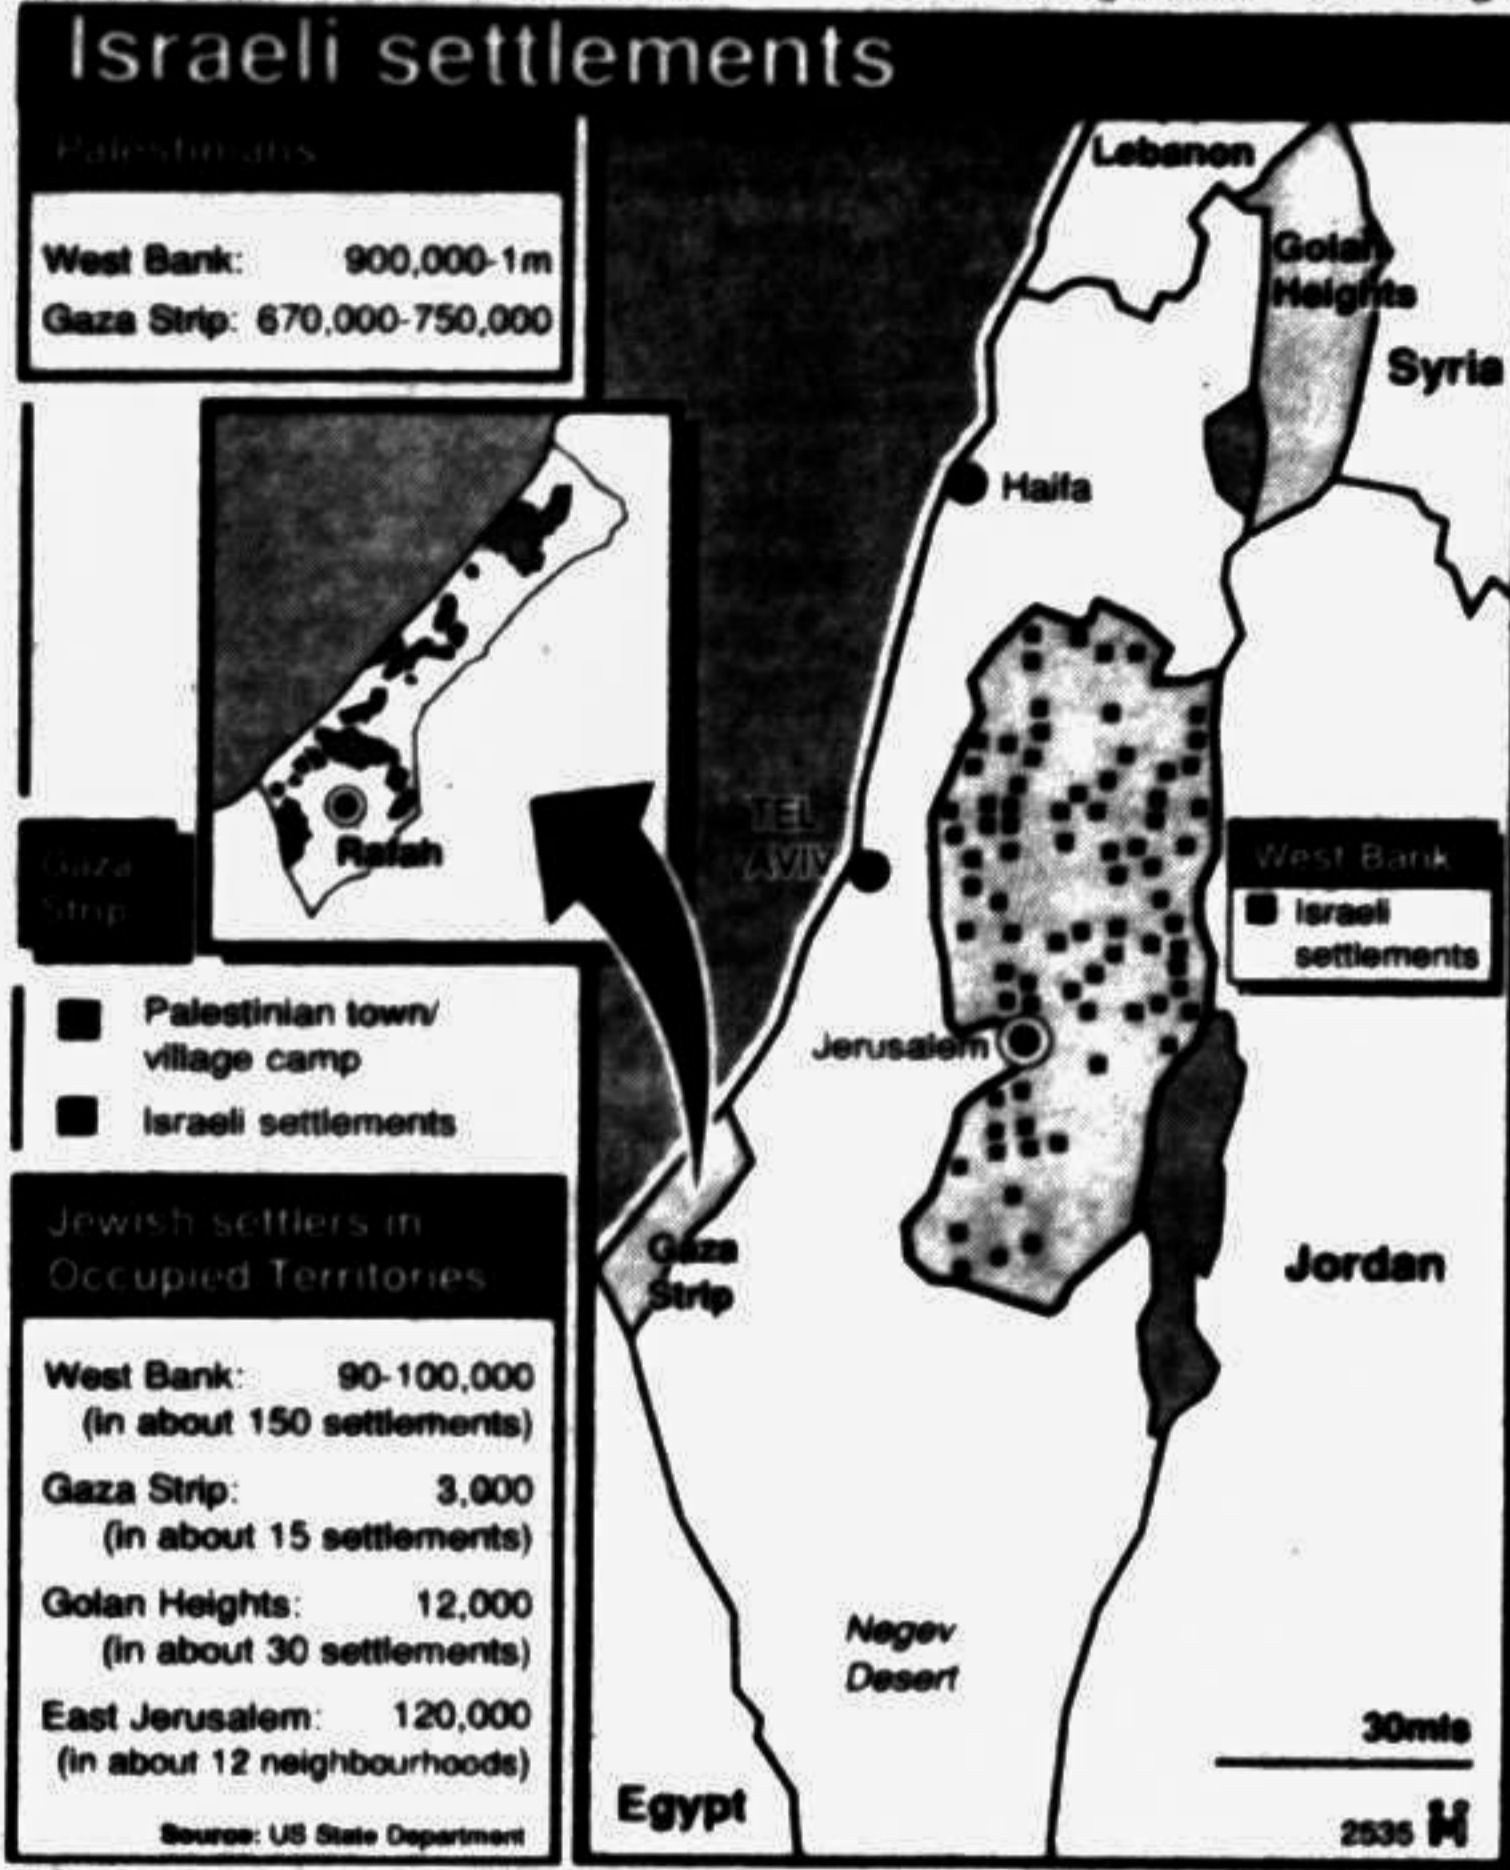 Israeli settlements
Palestinians
West Bank: 900,000-1m
Gaza Strip: 670,000-750,000
Rafah
Gaza
Strip
Palestinian town/
village camp
Israeli settlements
Jewish settlers in
Occupied Territories
West Bank: 90-100,000
(in about 150 settlements)
Gaza Strip: 3,000
(in about 15 settlements)
Golan Heights: 12,000
(in about 30 settlements)
East Jerusalem: 120,000
(in about 12 neighbourhoods)
Source: US State Department
Lebanon
Golan
Heights
Syria
Haifa
TEL
AVIV
West Bank
Israeli
settlements
Jerusalem
Gaza
Strip
Jordan
Negev
Desert
30mls
Egypt
2535